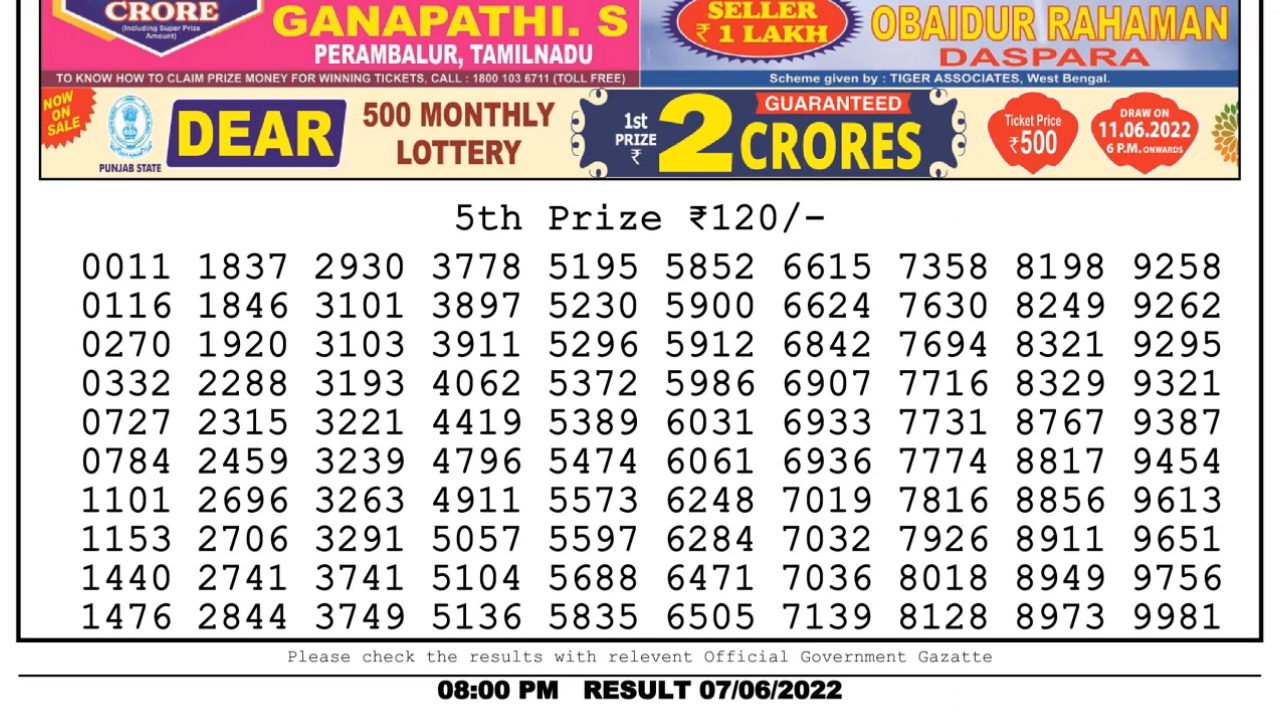 CRORE
(Including Super Prize
Amount)
GANAPATHI. S
PERAMBALUR, TAMILNADU
SELLER
₹ 1 LAKH
OBAIDUR RAHAMAN
DASPARA
TO KNOW HOW TO CLAIM PRIZE MONEY FOR WINNING TICKETS, CALL : 1800 103 6711 (TOLL FREE)
Scheme given by : TIGER ASSOCIATES, West Bengal.
NOW
ON
SALE
PUNJAB STATE
DEAR
500 MONTHLY
LOTTERY
1st
PRIZE
₹
2
GUARANTEED
CRORES
Ticket Price
₹500
DRAW ON
11.06.2022
6 P.M. ONWARDS
5th Prize ₹120/-
0011 1837 2930 3778 5195 5852 6615 7358 8198 9258
0116 1846 3101 3897 5230 5900 6624 7630 8249 9262
0270 1920 3103 3911 5296 5912 6842 7694 8321 9295
0332 2288 3193 4062 5372 5986 6907 7716 8329 9321
0727 2315 3221 4419 5389 6031 6933 7731 8767 9387
0784 2459 3239 4796 5474 6061 6936 7774 8817 9454
1101 2696 3263 4911 5573 6248 7019 7816 8856 9613
1153 2706 3291 5057 5597 6284 7032 7926 8911 9651
1440 2741 3741 5104 5688 6471 7036 8018 8949 9756
1476 2844 3749 5136 5835 6505 7139 8128 8973 9981
Please check the results with relevent Official Government Gazatte
08:00 PM RESULT 07/06/2022